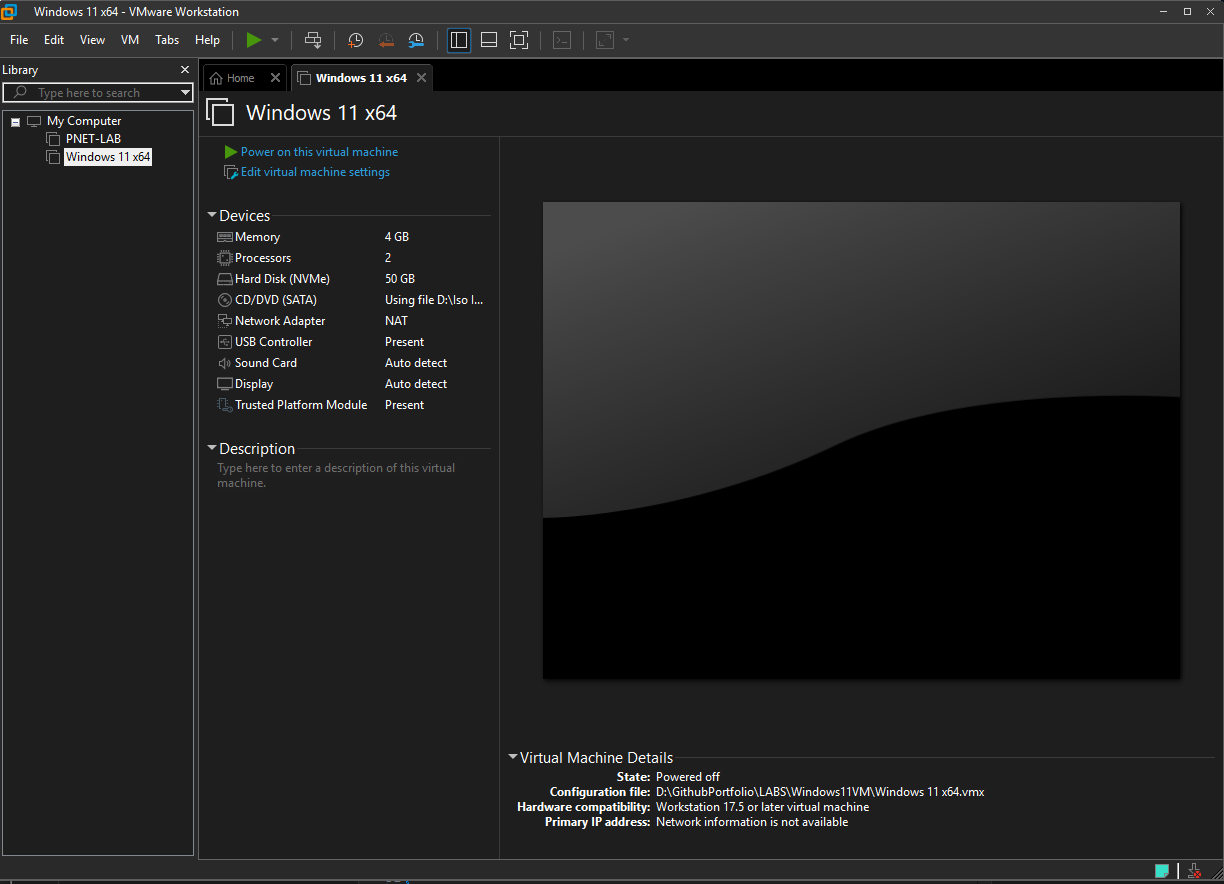 Windows 11 x64 - VMware Workstation
File Edit View VM Tabs Help
Library
Type here to search
My Computer
PNET-LAB
Windows 11 x64
Home
Windows 11 x64
Windows 11 x64
Power on this virtual machine
Edit virtual machine settings
Devices
Memory 4 GB
Processors 2
Hard Disk (NVMe) 50 GB
CD/DVD (SATA) Using file D:\Iso I...
Network Adapter NAT
USB Controller Present
Sound Card Auto detect
Display Auto detect
Trusted Platform Module Present
Description
Type here to enter a description of this virtual
machine.
Virtual Machine Details
State: Powered off
Configuration file: D:\GithubPortfolio\LABS\Windows11VM\Windows 11 x64.vmx
Hardware compatibility: Workstation 17.5 or later virtual machine
Primary IP address: Network information is not available